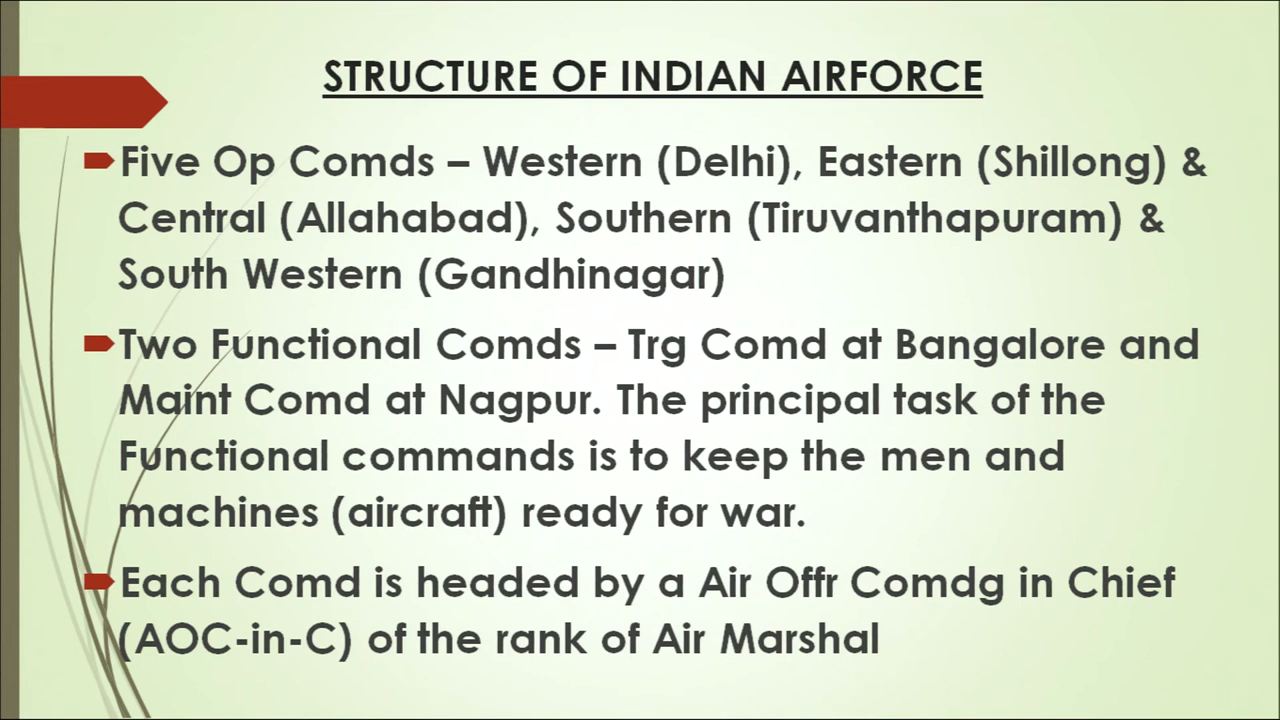 STRUCTURE OF INDIAN AIRFORCE
Five Op Comds – Western (Delhi), Eastern (Shillong) &
Central (Allahabad), Southern (Tiruvanthapuram) &
South Western (Gandhinagar)
Two Functional Comds – Trg Comd at Bangalore and
Maint Comd at Nagpur. The principal task of the
Functional commands is to keep the men and
machines (aircraft) ready for war.
Each Comd is headed by a Air Offr Comdg in Chief
(AOC-in-C) of the rank of Air Marshal